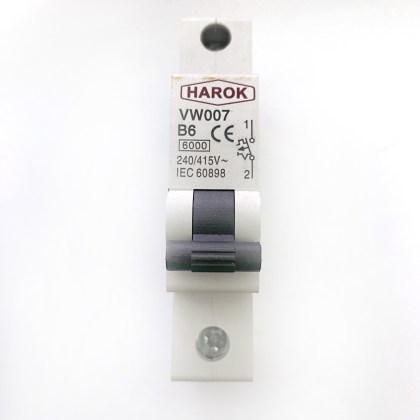 HAROK
VW007
B6 CE 1
6000
240/415V~
IEC 60898 2